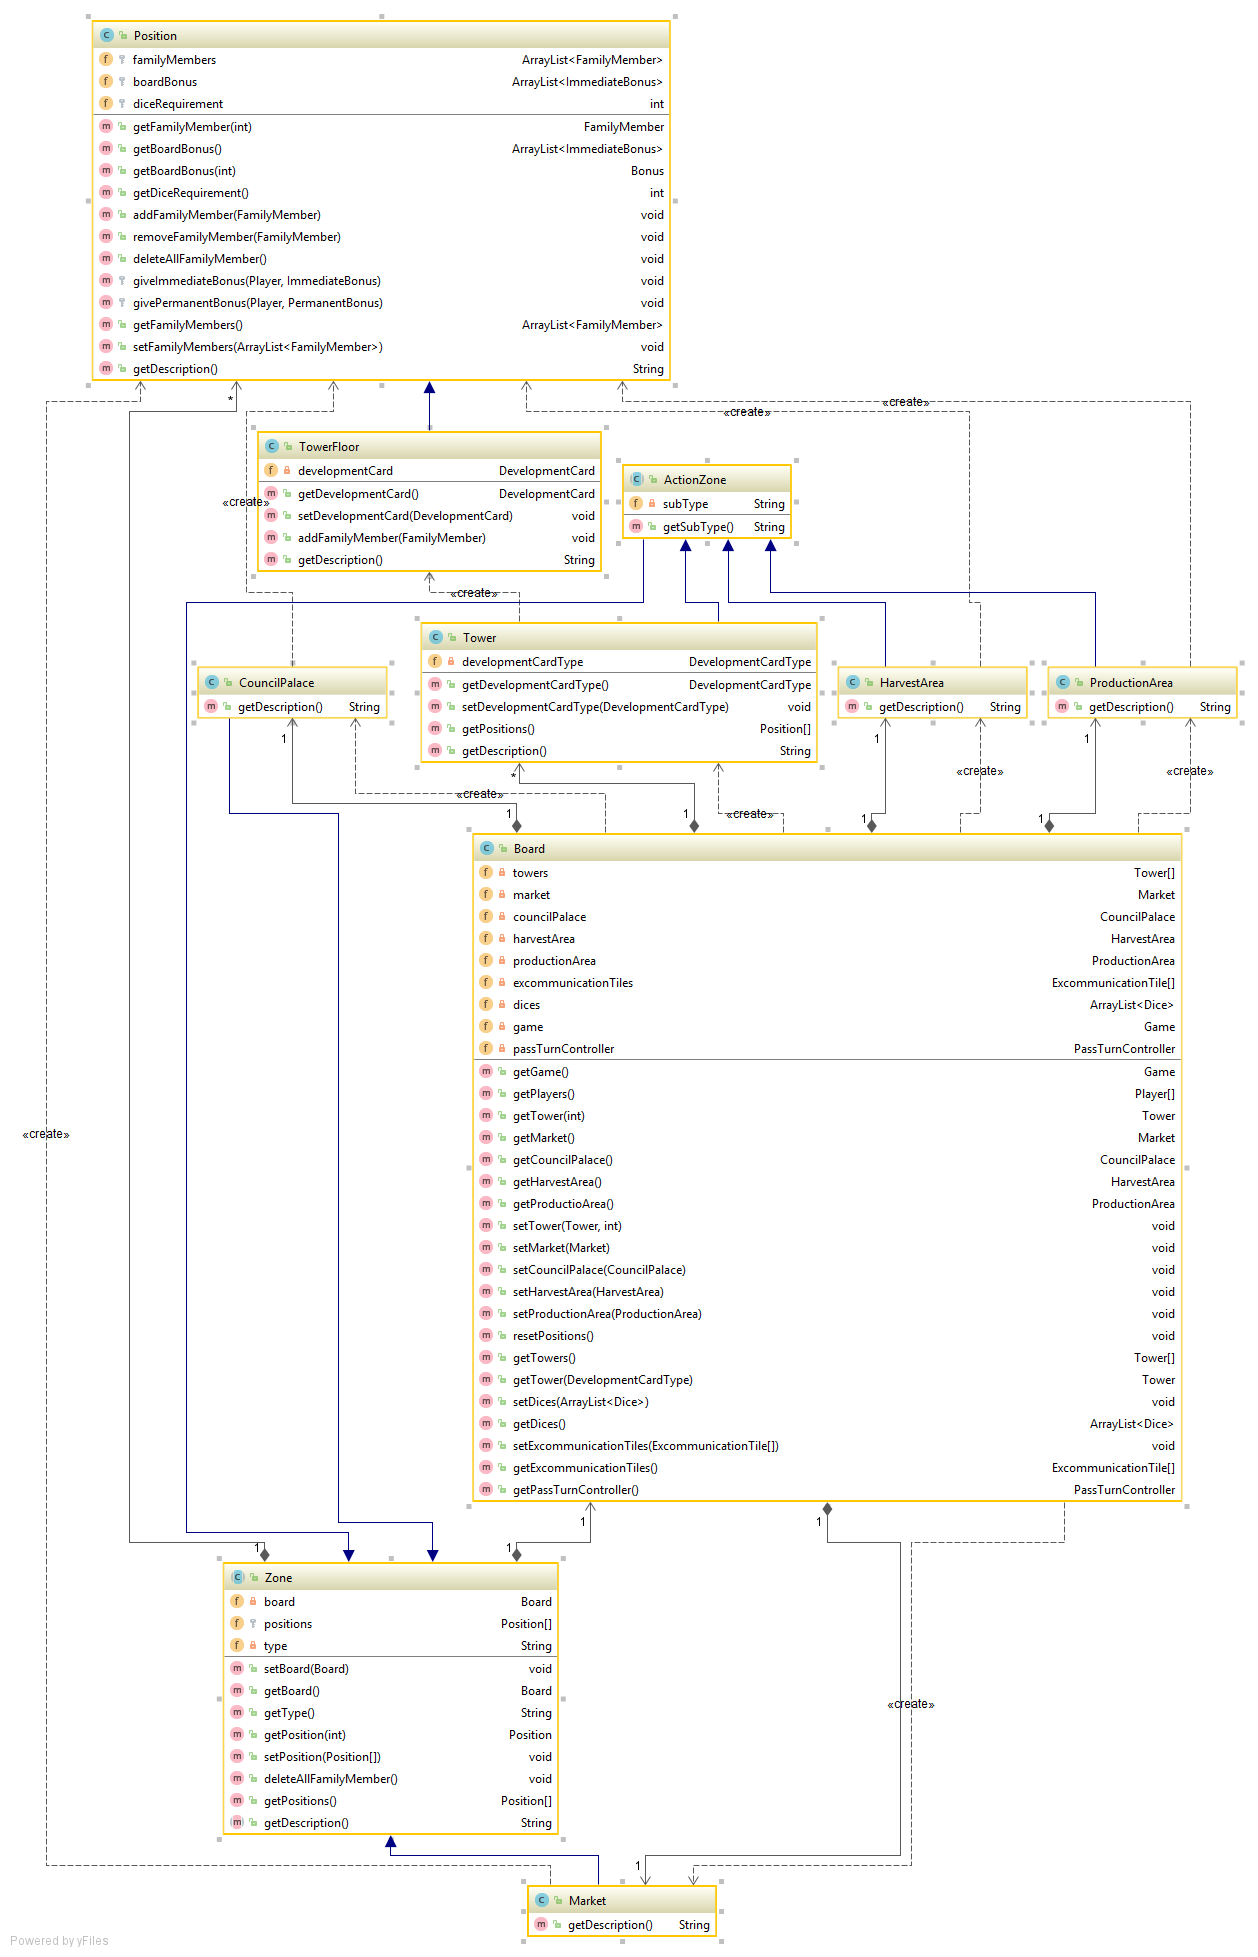 Position
familyMembers ArrayList<FamilyMember>
boardBonus ArrayList<ImmediateBonus>
diceRequirement int
getFamilyMember(int) FamilyMember
getBoardBonus() ArrayList<ImmediateBonus>
getBoardBonus(int) Bonus
getDiceRequirement() int
addFamilyMember(FamilyMember) void
removeFamilyMember(FamilyMember) void
deleteAllFamilyMember() void
giveImmediateBonus(Player, ImmediateBonus) void
givePermanentBonus(Player, PermanentBonus) void
getFamilyMembers() ArrayList<FamilyMember>
setFamilyMembers(ArrayList<FamilyMember>) void
getDescription() String
*
«create»
«create»
TowerFloor
developmentCard DevelopmentCard
getDevelopmentCard() DevelopmentCard
setDevelopmentCard(DevelopmentCard) void
addFamilyMember(FamilyMember) void
getDescription() String
«create»
ActionZone
subType String
getSubType() String
«create»
Tower
developmentCardType DevelopmentCardType
getDevelopmentCardType() DevelopmentCardType
setDevelopmentCardType(DevelopmentCardType) void
getPositions() Position[]
getDescription() String
CouncilPalace
getDescription() String
HarvestArea
getDescription() String
ProductionArea
getDescription() String
1
1
1
«create»
«create»
*
«create»
«create»
1
1
1
1
Board
towers Tower[]
market Market
councilPalace CouncilPalace
harvestArea HarvestArea
productionArea ProductionArea
excommunicationTiles ExcommunicationTile[]
dices ArrayList<Dice>
game Game
passTurnController PassTurnController
getGame() Game
getPlayers() Player[]
getTower(int) Tower
getMarket() Market
getCouncilPalace() CouncilPalace
getHarvestArea() HarvestArea
getProductioArea() ProductionArea
setTower(Tower, int) void
setMarket(Market) void
setCouncilPalace(CouncilPalace) void
setHarvestArea(HarvestArea) void
setProductionArea(ProductionArea) void
resetPositions() void
getTowers() Tower[]
getTower(DevelopmentCardType) Tower
setDices(ArrayList<Dice>) void
getDices() ArrayList<Dice>
setExcommunicationTiles(ExcommunicationTile[]) void
getExcommunicationTiles() ExcommunicationTile[]
getPassTurnController() PassTurnController
«create»
1
1
1
1
Zone
board Board
positions Position[]
type String
setBoard(Board) void
getBoard() Board
getType() String
getPosition(int) Position
setPosition(Position[]) void
deleteAllFamilyMember() void
getPositions() Position[]
getDescription() String
«create»
1
Market
getDescription() String
Powered by yFiles